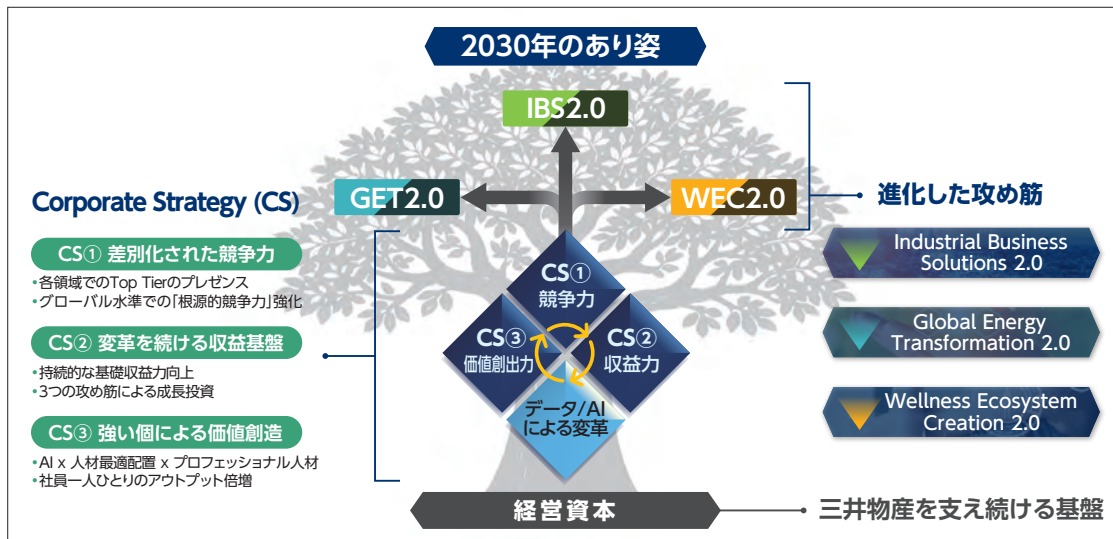 2030年のあり姿
IBS2.0
GET2.0
WEC2.0
Corporate Strategy (CS)
CS① 差別化された競争力
•各領域でのTop Tierのプレゼンス
•グローバル水準での「根源的競争力」強化
CS② 変革を続ける収益基盤
•持続的な基礎収益力向上
•3つの攻め筋による成長投資
CS③ 強い個による価値創造
•AI x 人材最適配置 x プロフェッショナル人材
•社員一人ひとりのアウトプット倍増
CS①
競争力
CS③
価値創出力
CS②
収益力
データ/AI
による変革
進化した攻め筋
Industrial Business
Solutions 2.0
Global Energy
Transformation 2.0
Wellness Ecosystem
Creation 2.0
経営資本
三井物産を支え続ける基盤